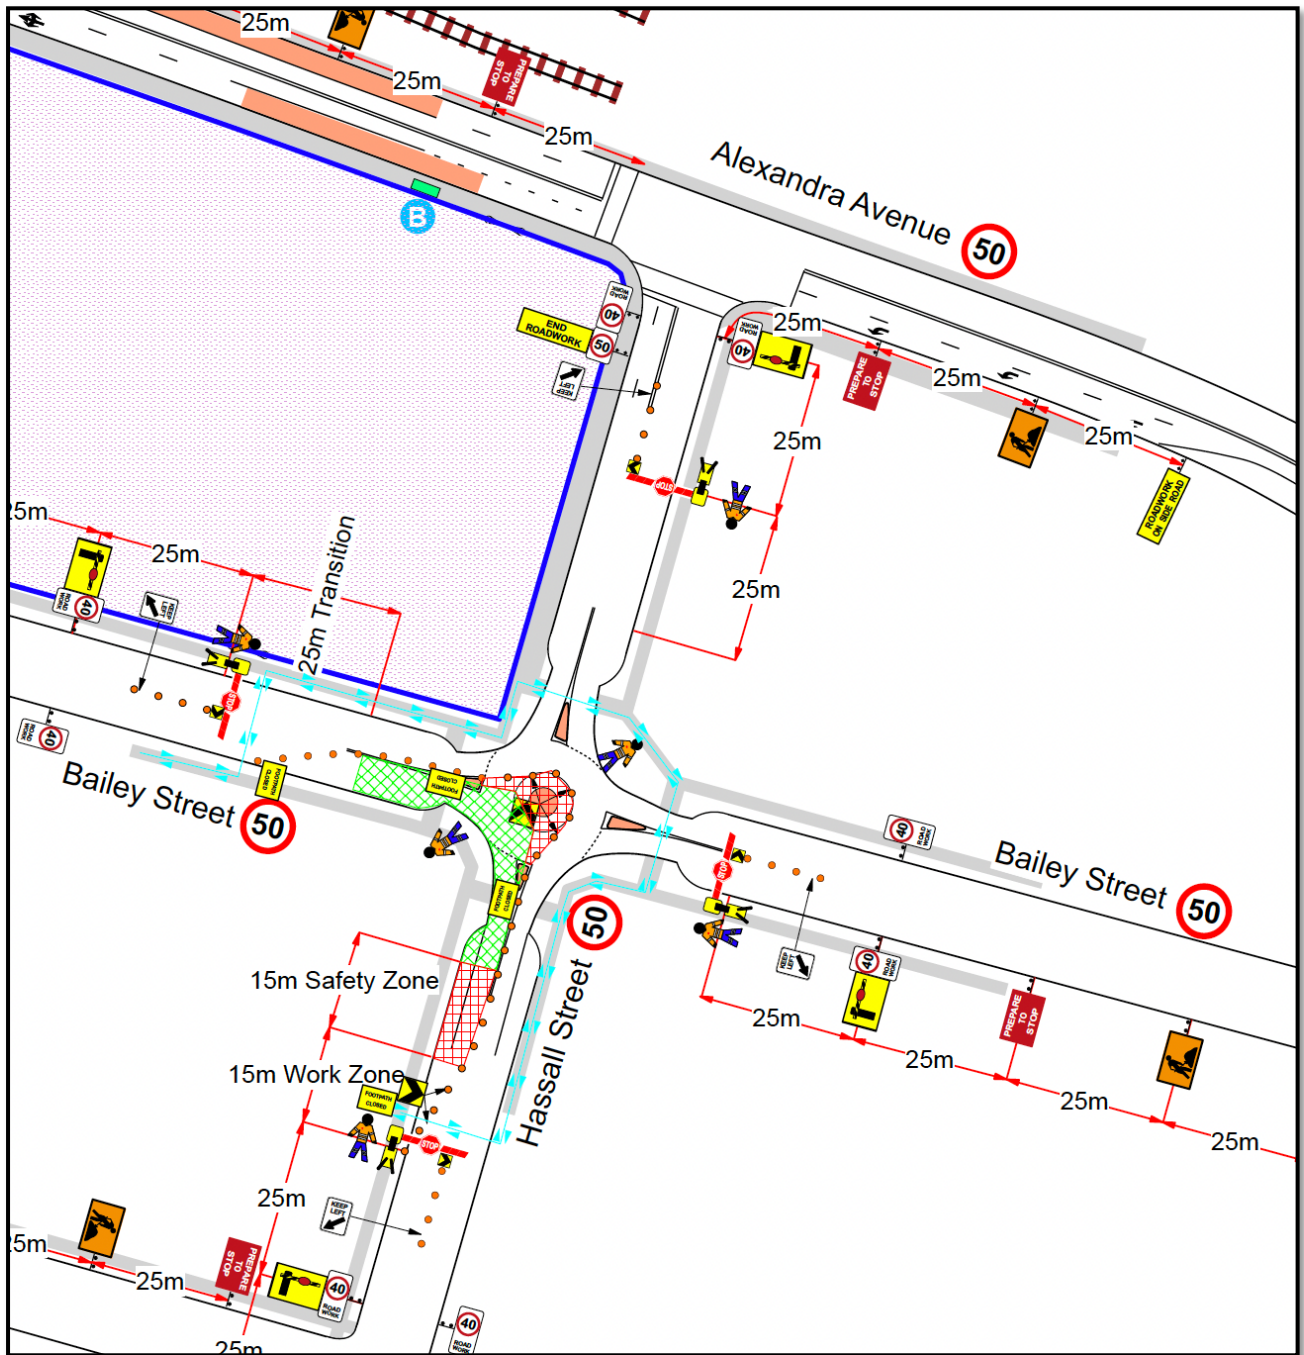 25m
25m
PREPARE
TO
STOP
25m
Alexandra Avenue
50
B
ROAD
WORK
40
END
ROADWORK
50
KEEP
LEFT
ROAD
WORK
40
25m
PREPARE
TO
STOP
25m
25m
ROADWORK
ON SIDE ROAD
25m
STOP
25m
25m
25m
25m Transition
ROAD
WORK
40
KEEP
LEFT
STOP
ROAD
WORK
40
Bailey Street
50
FOOTPATH
CLOSED
FOOTPATH
CLOSED
FOOTPATH
CLOSED
40
ROAD
WORK
Bailey Street
50
STOP
KEEP
LEFT
40
ROAD
WORK
PREPARE
TO
STOP
25m
25m
25m
25m
50
Hassall Street
15m Safety Zone
15m Work Zone
FOOTPATH
CLOSED
STOP
25m
KEEP
LEFT
25m
25m
PREPARE
TO
STOP
40
ROAD
WORK
25m
40
ROAD
WORK